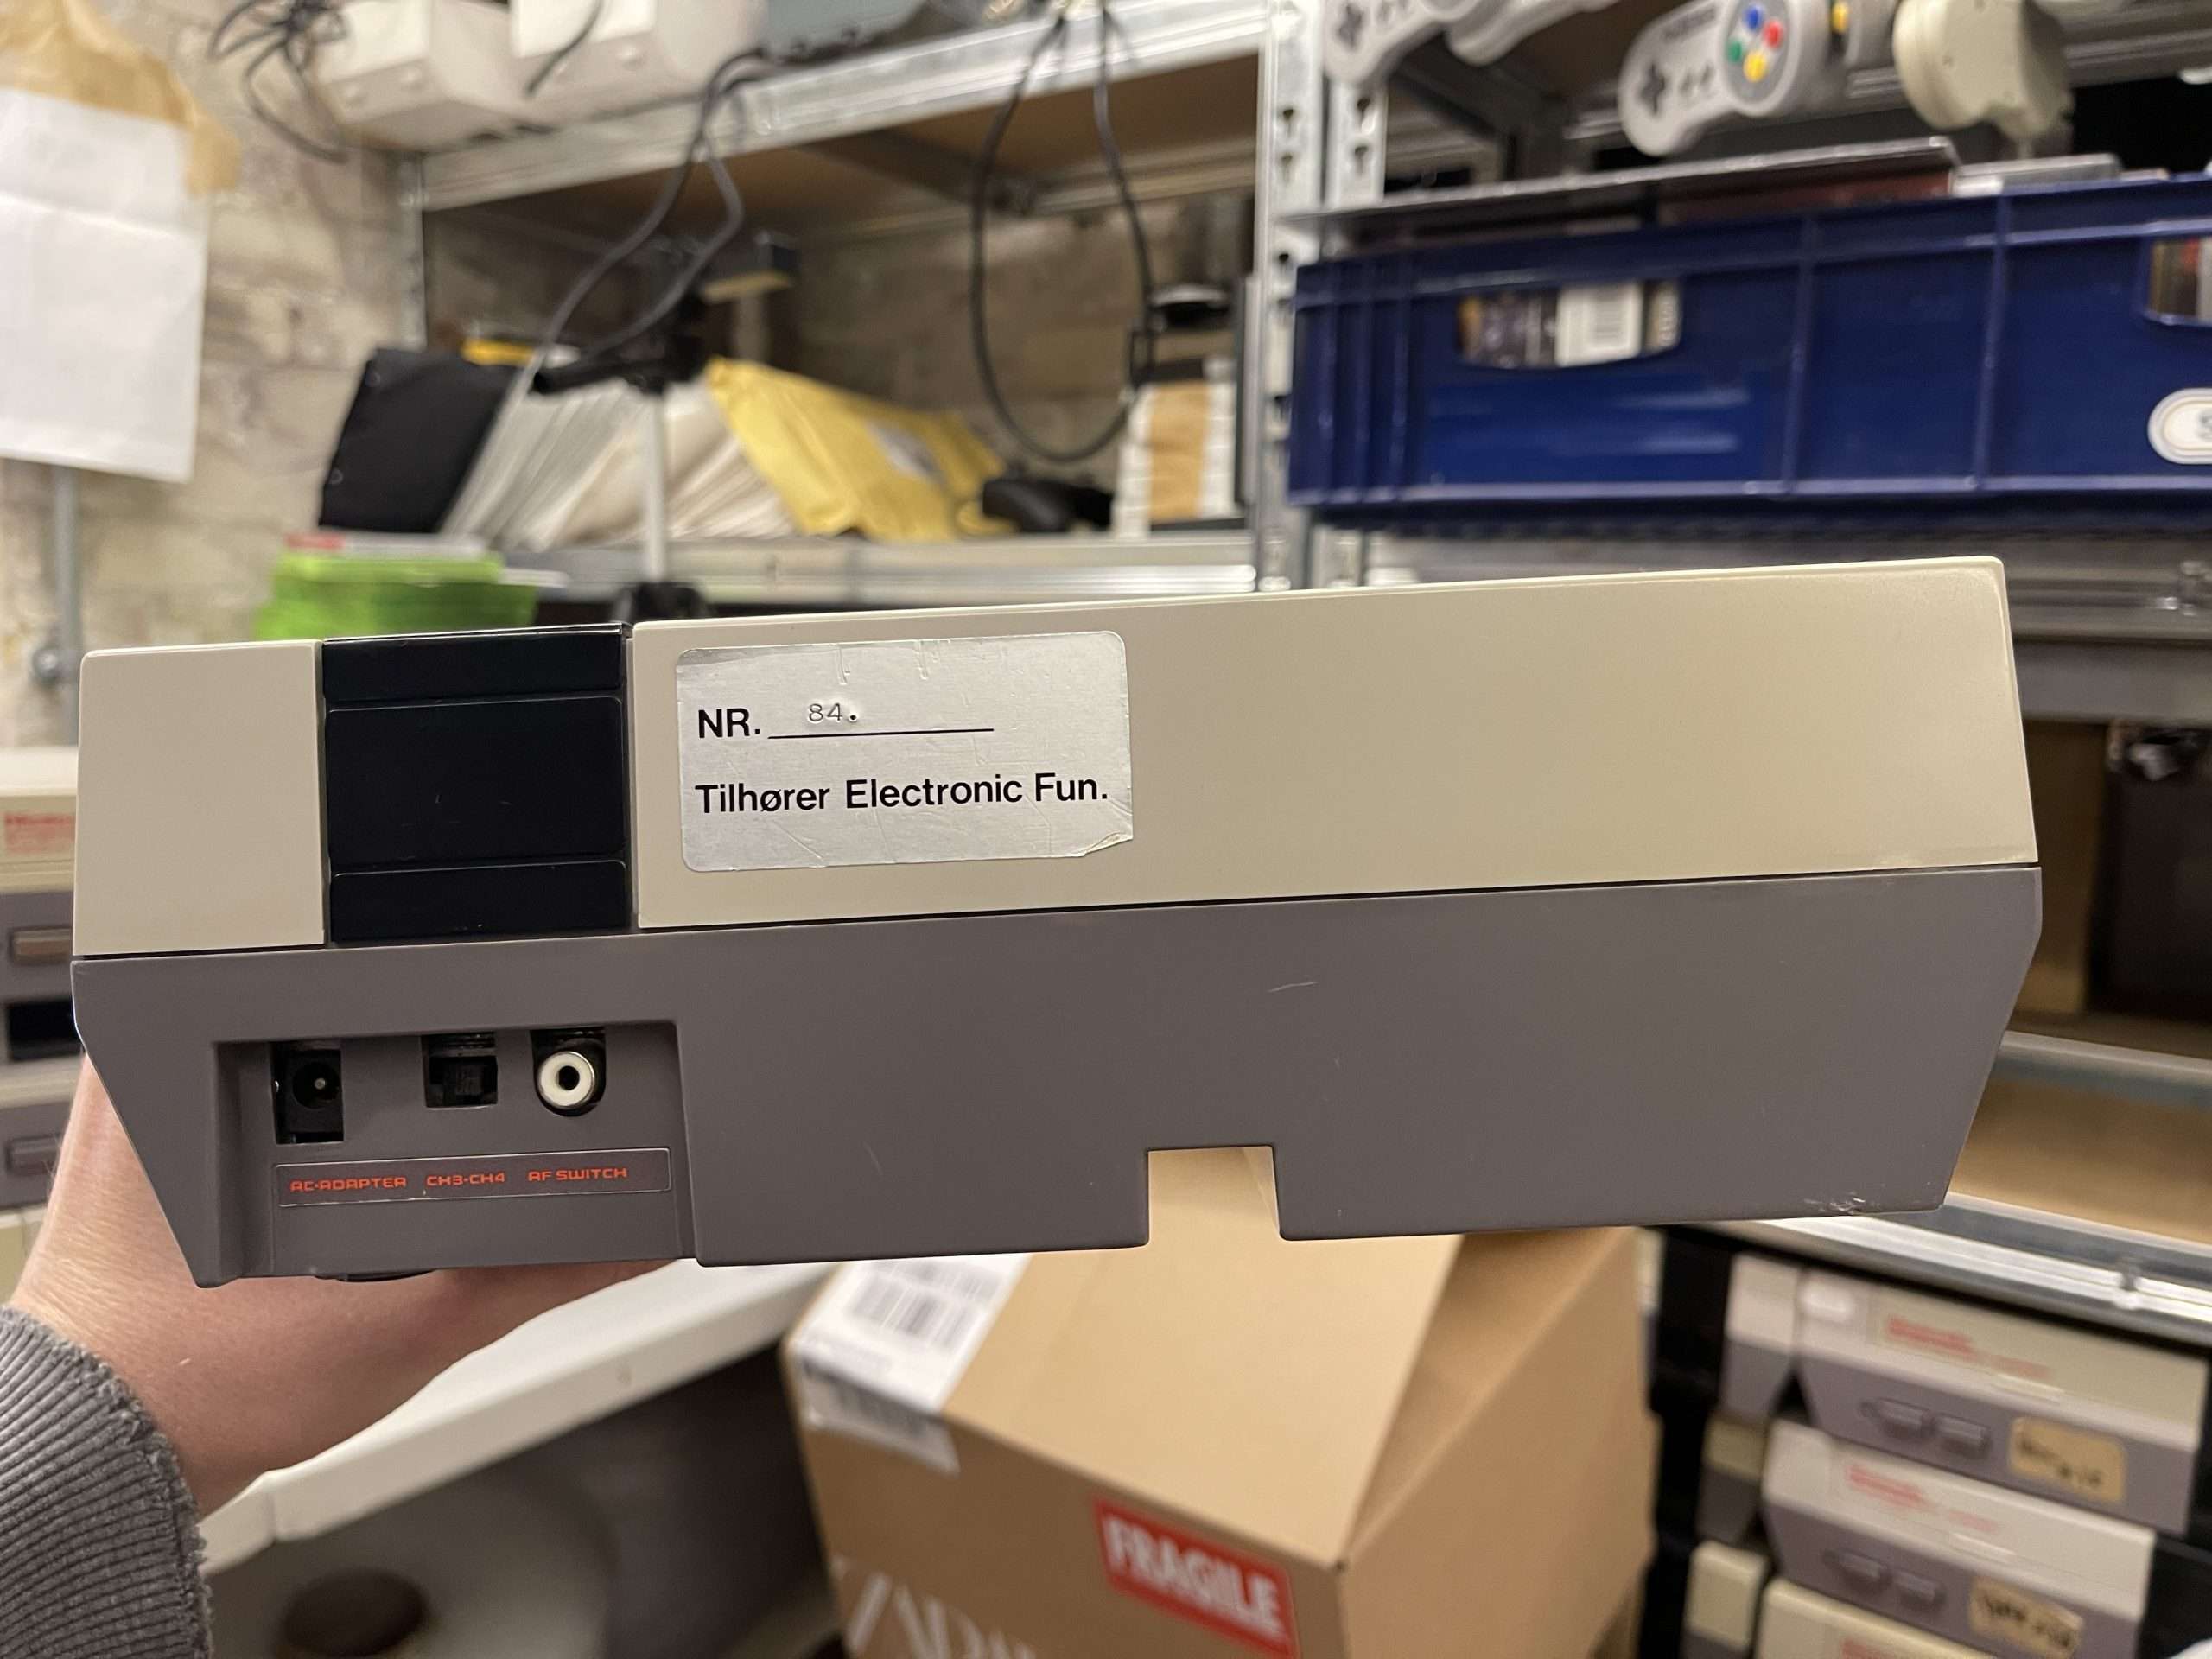 NR. 84.
Tilhører Electronic Fun.
AC·ADAPTER CH3·CH4 RF SWITCH
FRAGILE